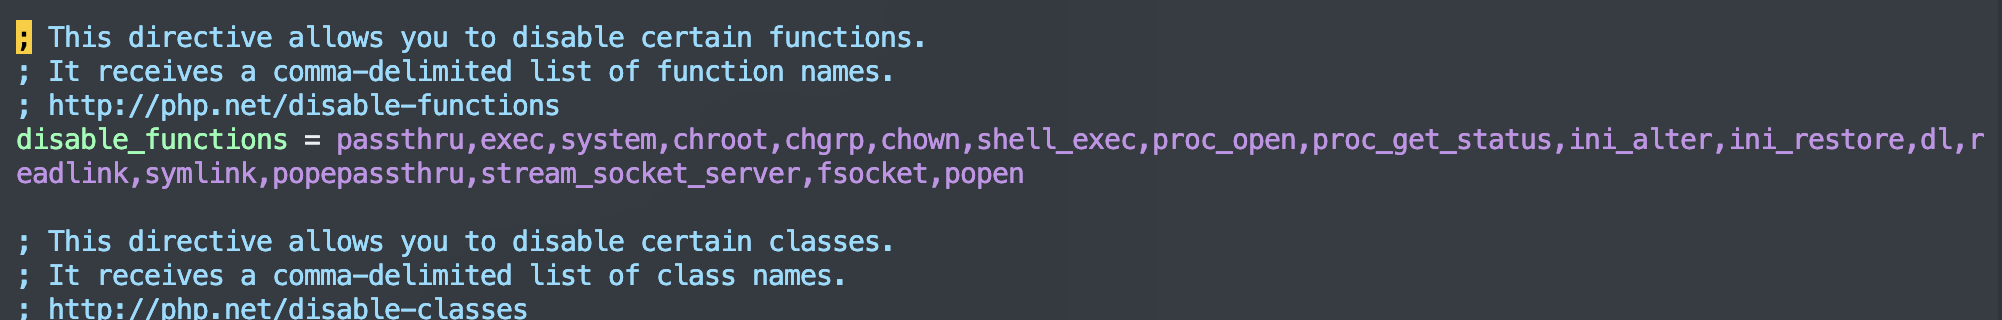 ; This directive allows you to disable certain functions.
; It receives a comma-delimited list of function names.
; http://php.net/disable-functions
disable_functions = passthru,exec,system,chroot,chgrp,chown,shell_exec,proc_open,proc_get_status,ini_alter,ini_restore,dl,r
eadlink,symlink,popepassthru,stream_socket_server,fsocket,popen
; This directive allows you to disable certain classes.
; It receives a comma-delimited list of class names.
; http://php.net/disable-classes